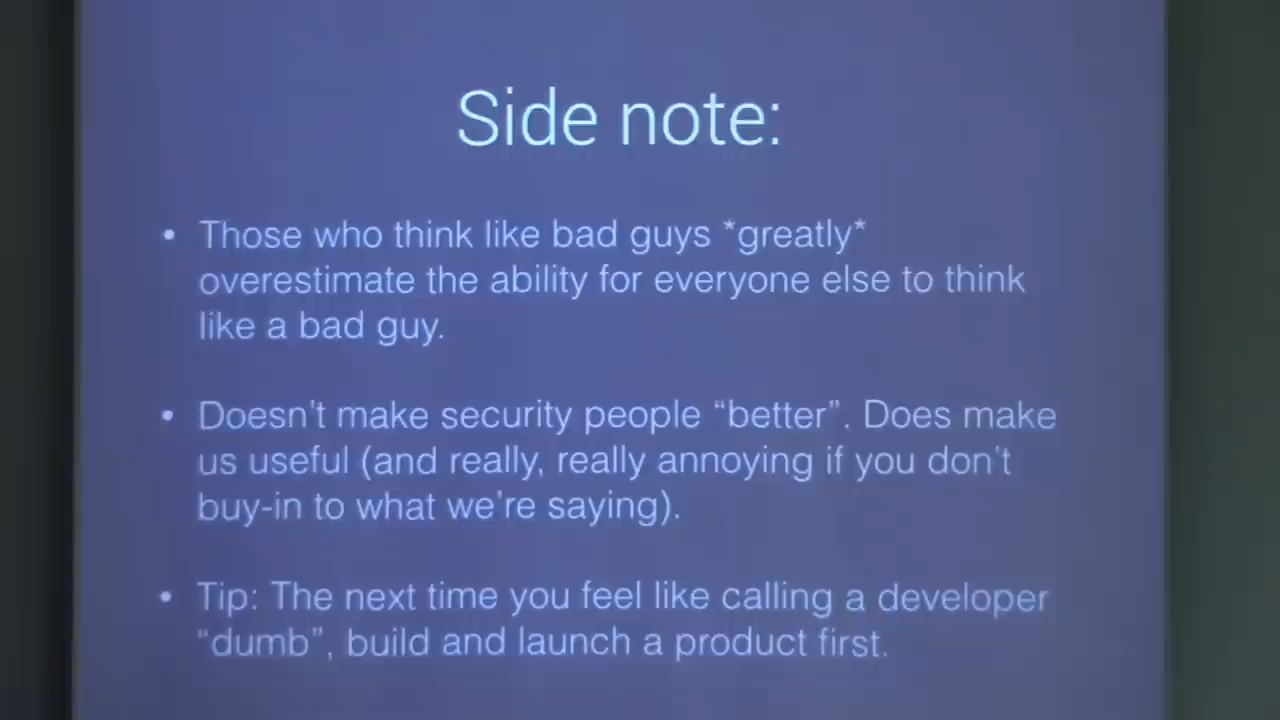 Side note:
• Those who think like bad guys *greatly*
overestimate the ability for everyone else to think
like a bad guy.
• Doesn't make security people “better”. Does make
us useful (and really, really annoying if you don't
buy-in to what we're saying).
• Tip: The next time you feel like calling a developer
“dumb”, build and launch a product first.